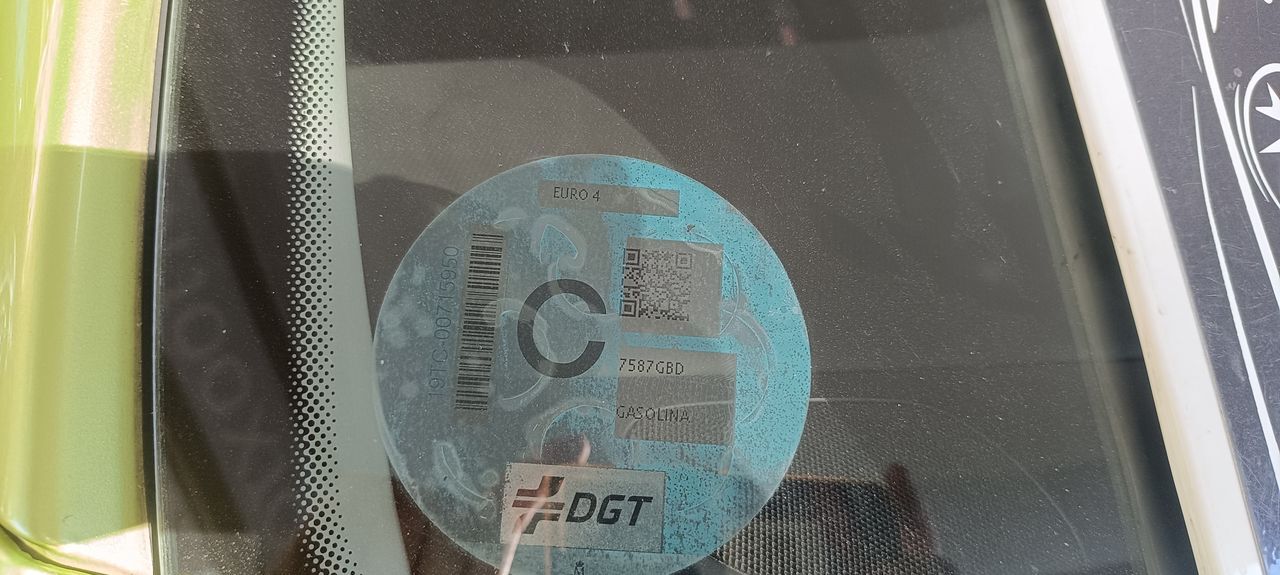 EURO 4
19TC-00715950
C
7587GBD
GASOLINA
DGT